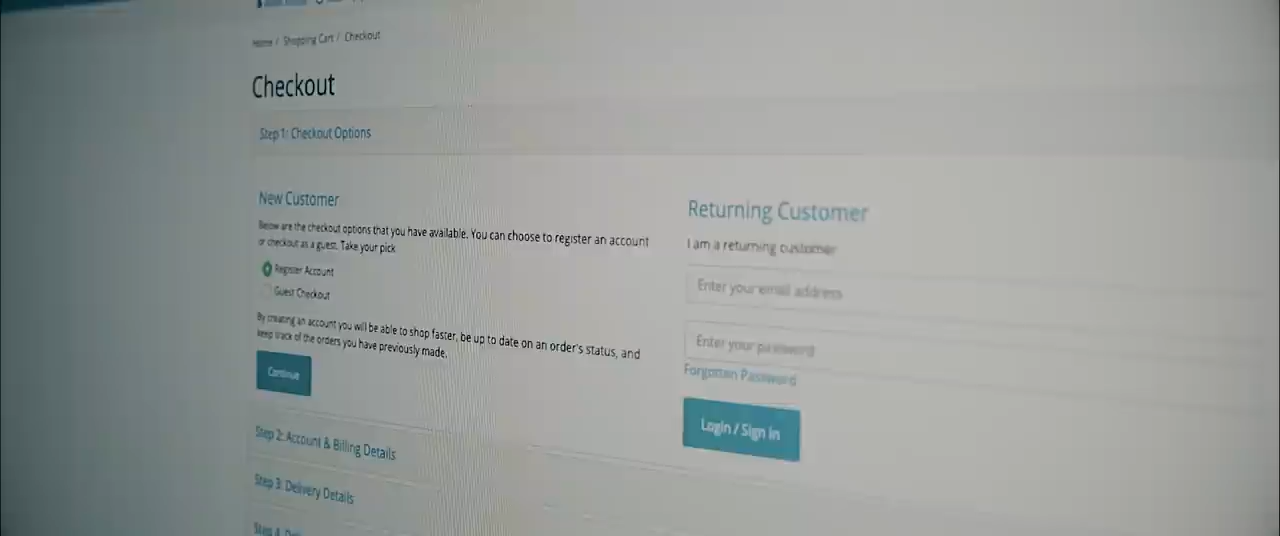 Home / Shopping Cart / Checkout
Checkout
Step 1: Checkout Options
New Customer
Below are the checkout options that you have available. You can choose to register an account
or checkout as a guest. Take your pick
Register Account
Guest Checkout
By creating an account you will be able to shop faster, be up to date on an order's status, and
keep track of the orders you have previously made.
Continue
Returning Customer
I am a returning customer
Enter your email address
Enter your password
Forgotten Password
Login / Sign in
Step 2: Account & Billing Details
Step 3: Delivery Details
Step 4: